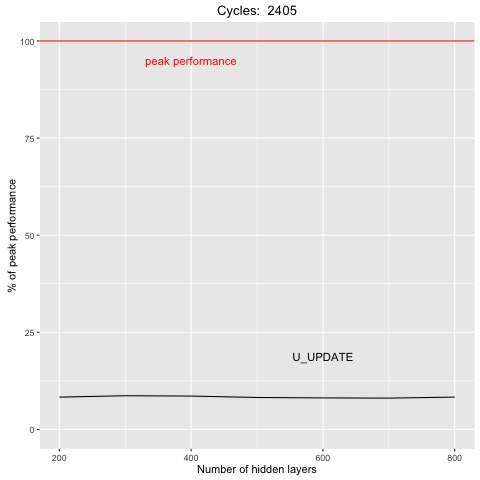 Cycles:  2405
100
peak performance
75
% of peak performance
50
25
U_UPDATE
0
200
400
600
800
Number of hidden layers